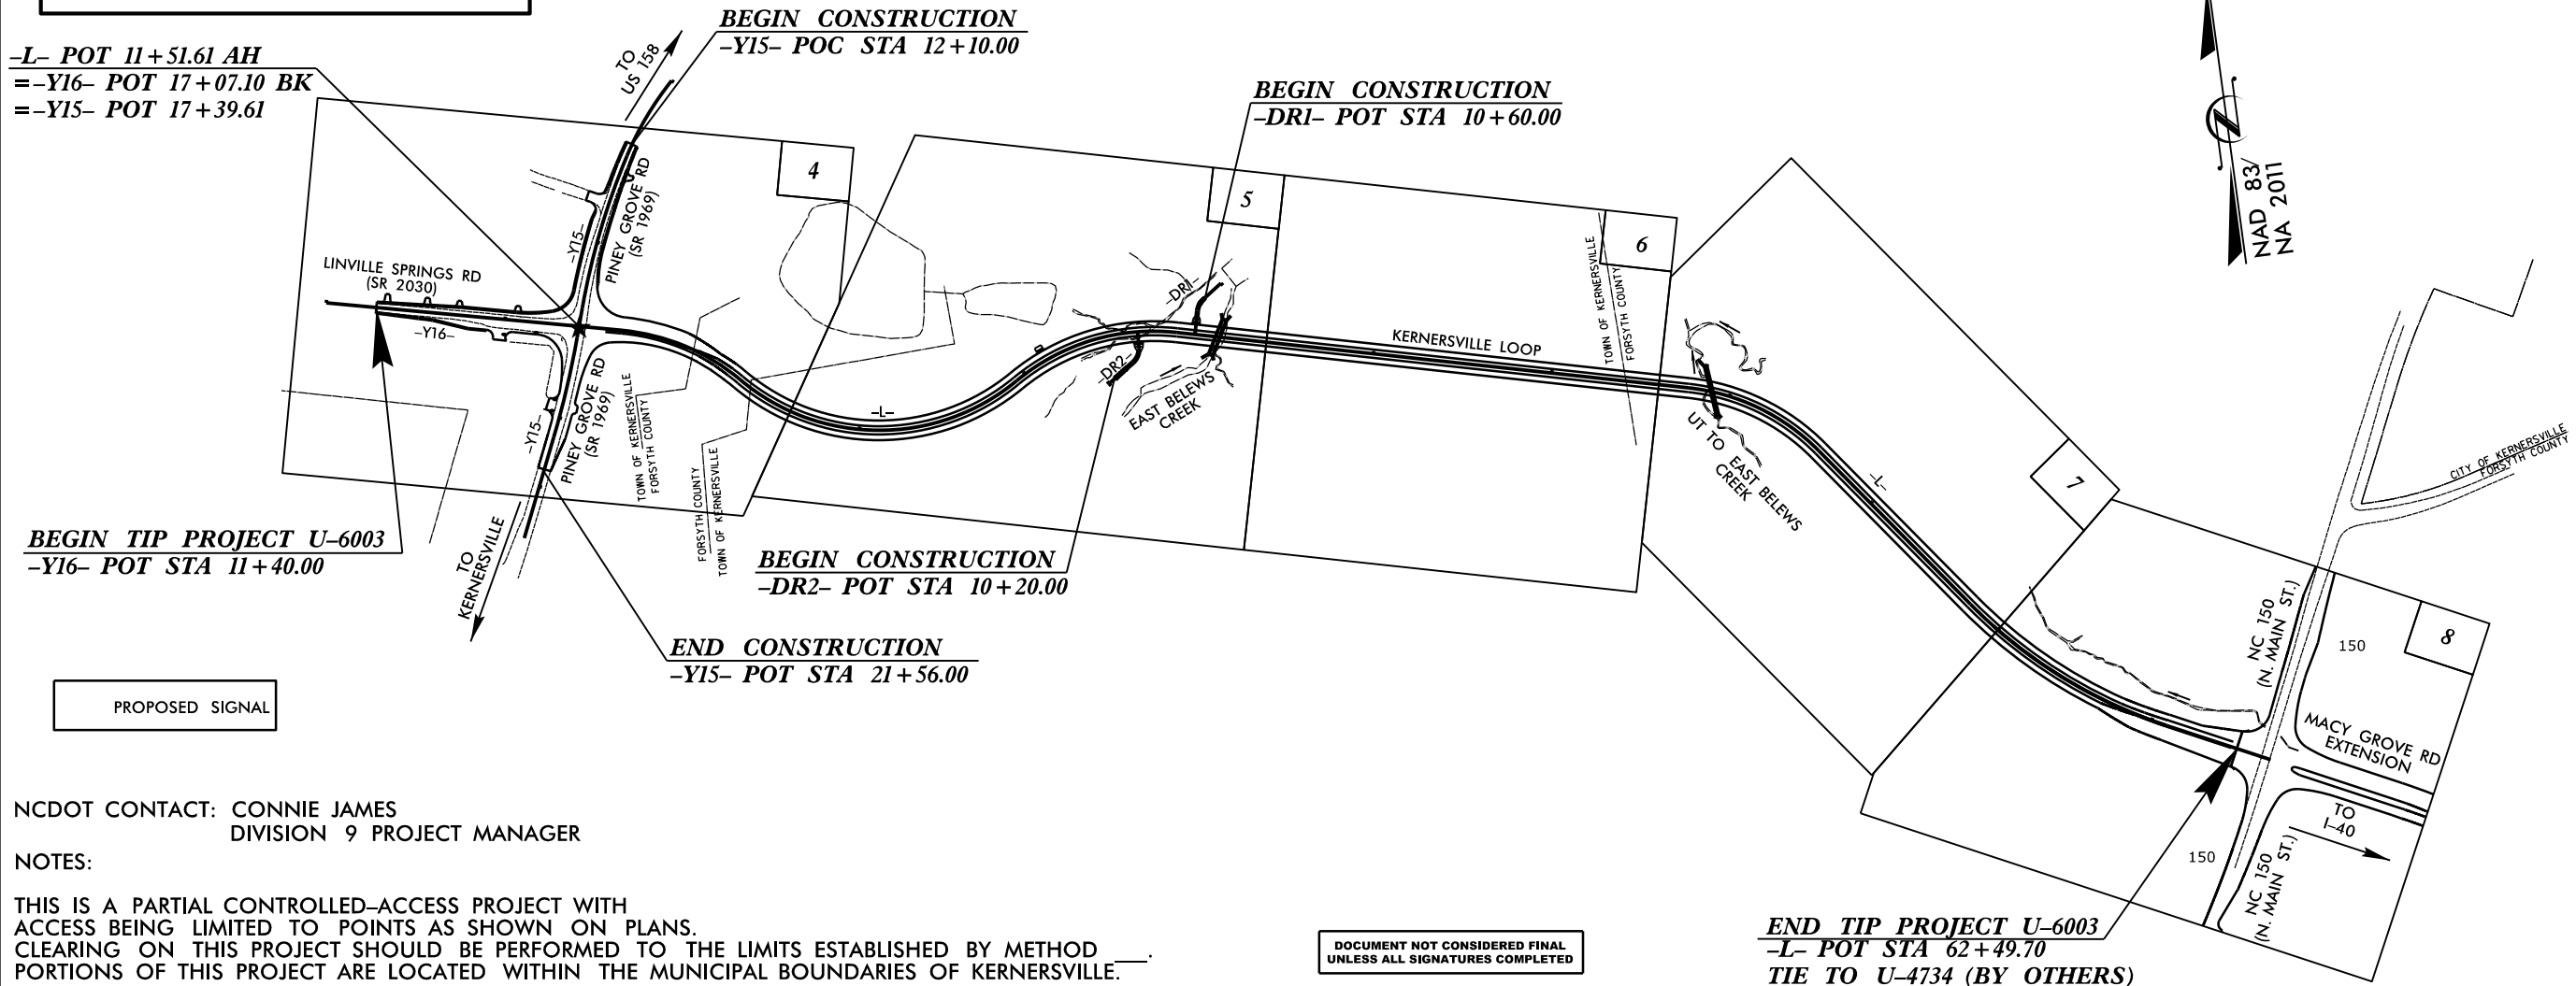 BEGIN CONSTRUCTION
-Y15- POC STA 12+10.00
-L- POT 11+51.61 AH
=-Y16- POT 17+07.10 BK
=-Y15- POT 17+39.61
TO
US 158
BEGIN CONSTRUCTION
-DR1- POT STA 10+60.00
NAD 83/
NA 2011
4
5
6
7
8
PINEY GROVE RD
(SR 1969)
-Y15-
LINVILLE SPRINGS RD
(SR 2030)
-Y16-
-DR1-
-DR2-
KERNERSVILLE LOOP
TOWN OF KERNERSVILLE
FORSYTH COUNTY
PINEY GROVE RD
(SR 1969)
-Y15-
TOWN OF KERNERSVILLE
FORSYTH COUNTY
FORSYTH COUNTY
TOWN OF KERNERSVILLE
-L-
EAST BELEWS
CREEK
UT TO EAST BELEWS
CREEK
-L-
CITY OF KERNERSVILLE
FORSYTH COUNTY
BEGIN TIP PROJECT U-6003
-Y16- POT STA 11+40.00
TO
KERNERSVILLE
BEGIN CONSTRUCTION
-DR2- POT STA 10+20.00
END CONSTRUCTION
-Y15- POT STA 21+56.00
NC 150
(N. MAIN ST.)
150
MACY GROVE RD
EXTENSION
TO
I-40
150
NC 150
(N. MAIN ST.)
PROPOSED SIGNAL
NCDOT CONTACT: CONNIE JAMES
DIVISION 9 PROJECT MANAGER
NOTES:
THIS IS A PARTIAL CONTROLLED-ACCESS PROJECT WITH
ACCESS BEING LIMITED TO POINTS AS SHOWN ON PLANS.
CLEARING ON THIS PROJECT SHOULD BE PERFORMED TO THE LIMITS ESTABLISHED BY METHOD ___.
PORTIONS OF THIS PROJECT ARE LOCATED WITHIN THE MUNICIPAL BOUNDARIES OF KERNERSVILLE.
DOCUMENT NOT CONSIDERED FINAL
UNLESS ALL SIGNATURES COMPLETED
END TIP PROJECT U-6003
-L- POT STA 62+49.70
TIE TO U-4734 (BY OTHERS)